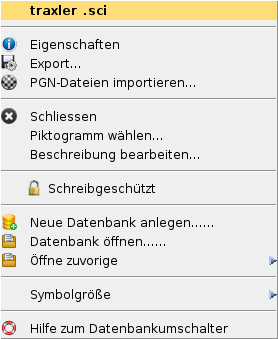 traxler .sci
Eigenschaften
Export...
PGN-Dateien importieren...
Schliessen
Piktogramm wählen...
Beschreibung bearbeiten...
Schreibgeschützt
Neue Datenbank anlegen......
Datenbank öffnen......
Öffne zuvorige
Symbolgröße
Hilfe zum Datenbankumschalter